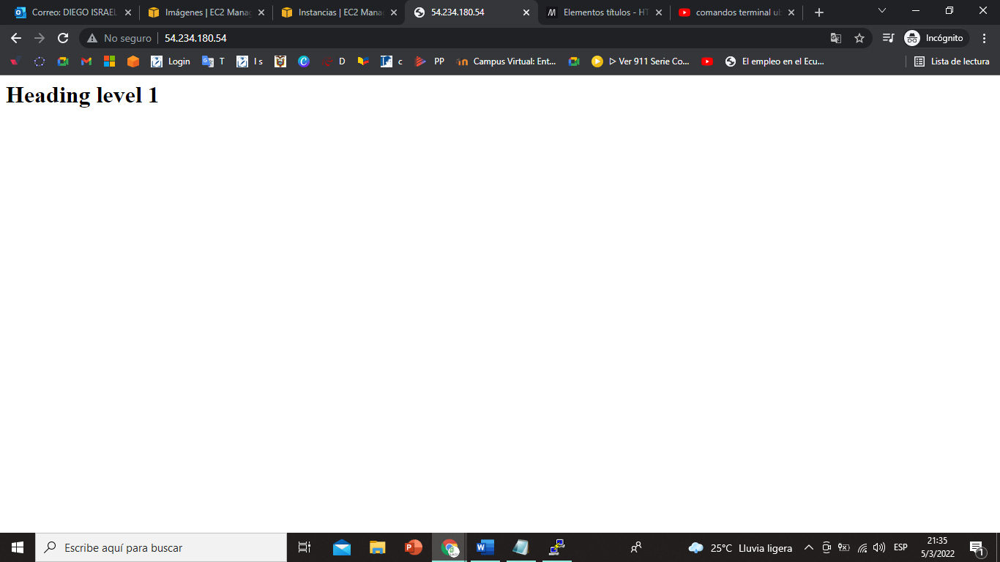 Correo: DIEGO ISRAEL
Imágenes | EC2 Manag
Instancias | EC2 Mana
54.234.180.54
Elementos títulos - HT
comandos terminal ub
No seguro
54.234.180.54
Incógnito
Login
T
I s
D
c
PP
Campus Virtual: Ent...
Ver 911 Serie Co...
El empleo en el Ecu...
Lista de lectura
Heading level 1
Escribe aquí para buscar
25°C Lluvia ligera
ESP
21:35
5/3/2022
1